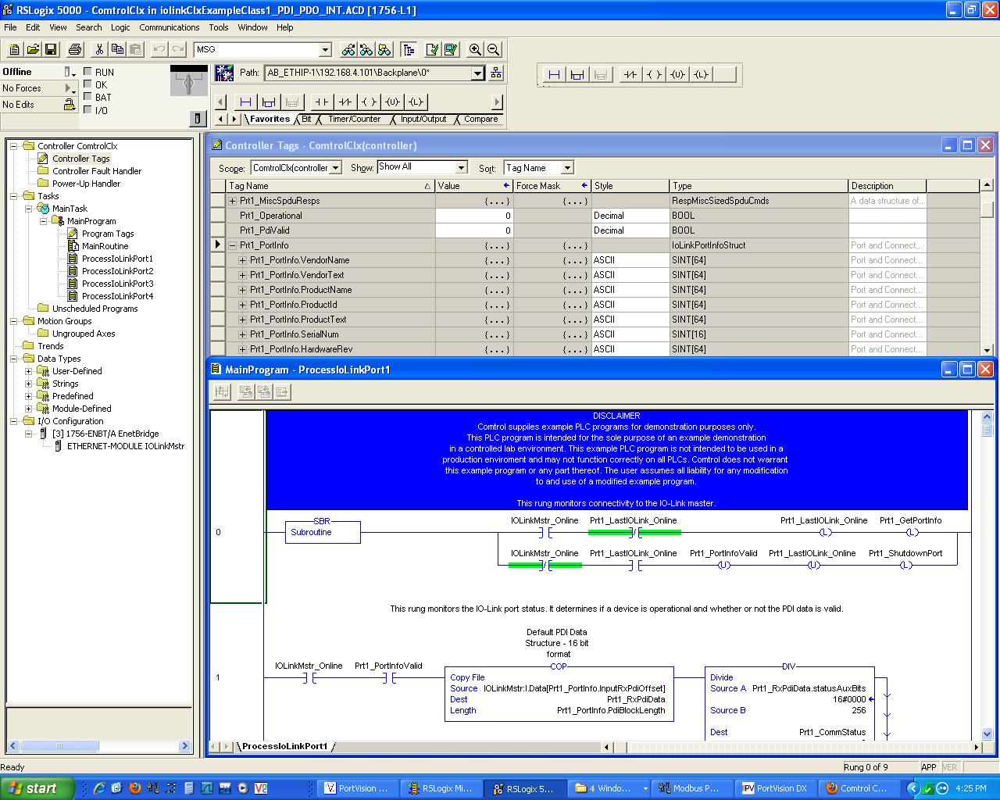 RSLogix 5000 - ComtrolClx in iolinkClxExampleClass1_PDI_PDO_INT.ACD [1756-L1]
File Edit View Search Logic Communications Tools Window Help
MSG
Offline
RUN
No Forces
OK
BAT
No Edits
I/O
Path: AB_ETHIP-1\192.168.4.101\Backplane\0*
Favorites Bit Timer/Counter Input/Output Compare
Controller ComtrolClx
Controller Tags
Controller Fault Handler
Power-Up Handler
Tasks
MainTask
MainProgram
Program Tags
MainRoutine
ProcessIoLinkPort1
ProcessIoLinkPort2
ProcessIoLinkPort3
ProcessIoLinkPort4
Unscheduled Programs
Motion Groups
Ungrouped Axes
Trends
Data Types
User-Defined
Strings
Predefined
Module-Defined
I/O Configuration
[3] 1756-ENBT/A EnetBridge
ETHERNET-MODULE IOLinkMstr
Controller Tags - ComtrolClx(controller)
Scope: ComtrolClx(controller Show: Show All Sort: Tag Name
Tag Name Value Force Mask Style Type Description
Prt1_MiscSpduResps {...} {...} RespMiscSizedSpduCmds A data structure of...
Prt1_Operational 0 Decimal BOOL
Prt1_PdiValid 0 Decimal BOOL
Prt1_PortInfo {...} {...} IoLinkPortInfoStruct Port and Connect...
Prt1_PortInfo.VendorName {...} {...} ASCII SINT[64] Port and Connect...
Prt1_PortInfo.VendorText {...} {...} ASCII SINT[64] Port and Connect...
Prt1_PortInfo.ProductName {...} {...} ASCII SINT[64] Port and Connect...
Prt1_PortInfo.ProductId {...} {...} ASCII SINT[64] Port and Connect...
Prt1_PortInfo.ProductText {...} {...} ASCII SINT[64] Port and Connect...
Prt1_PortInfo.SerialNum {...} {...} ASCII SINT[16] Port and Connect...
Prt1_PortInfo.HardwareRev {...} {...} ASCII SINT[64] Port and Connect...
MainProgram - ProcessIoLinkPort1
DISCLAIMER
Comtrol suppiles example PLC programs for demonstration purposes only.
This PLC program is intended for the sole purpose of an example demonstration
in a controlled lab environment. This example PLC program is not intended to be used in a
production enviroment and may not function correctly on all PLCs. Comtrol does not warrant
this example program or any part thereof. The user assumes all liability for any modification
to and use of a modified example program.
This rung monitors connectivity to the IO-Link master.
0
SBR
Subroutine
IOLinkMstr_Online Prt1_LastIOLink_Online Prt1_LastIOLink_Online Prt1_GetPortInfo
/ L L
IOLinkMstr_Online Prt1_LastIOLink_Online Prt1_PortInfoValid Prt1_LastIOLink_Online Prt1_ShutdownPort
/ U U L
This rung monitors the IO-Link port status. It determines if a device is operational and whether or not the PDI data is valid.
Default PDI Data
Structure - 16 bit
format
1
IOLinkMstr_Online Prt1_PortInfoValid
COP
Copy File
Source IOLinkMstr:I.Data[Prt1_PortInfo.InputRxPdiOffset]
Dest Prt1_RxPdiData
Length Prt1_PortInfo.PdiBlockLength
DIV
Divide
Source A Prt1_RxPdiData.statusAuxBits
16#0000
Source B 256
Dest Prt1_CommStatus
ProcessIoLinkPort1
Ready
Rung 0 of 9 APP VER
start
PortVision ...
RSLogix Mi...
RSLogix 5...
4 Window...
Modbus P...
PortVision DX
Comtrol C...
4:25 PM